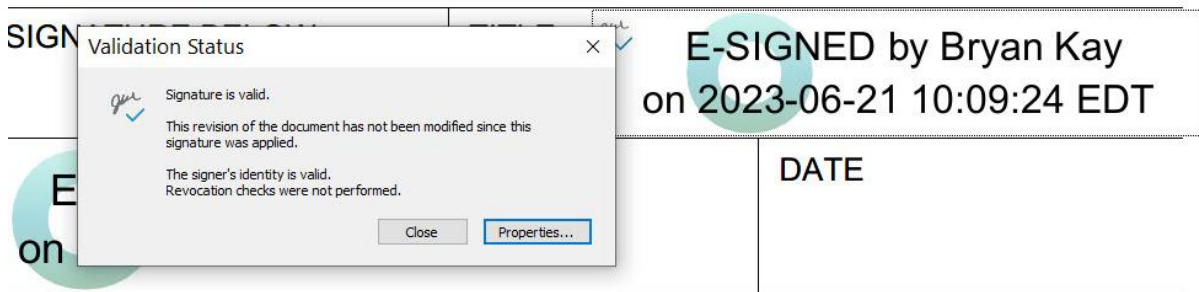 Validation Status
Signature is valid.
This revision of the document has not been modified since this
signature was applied.
The signer's identity is valid.
Revocation checks were not performed.
Close Properties...
E-SIGNED by Bryan Kay
on 2023-06-21 10:09:24 EDT
DATE
E
on